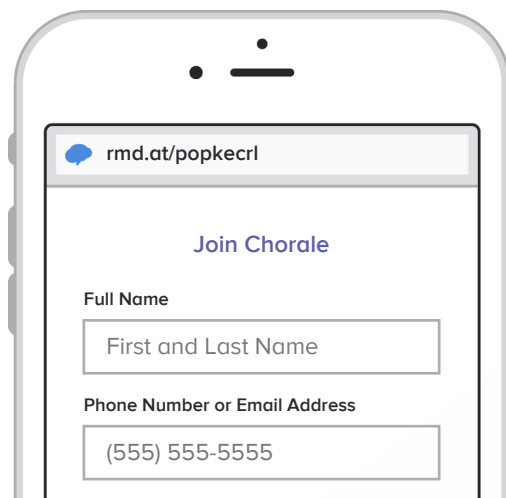 rmd.at/popkecrl
Join Chorale
Full Name
First and Last Name
Phone Number or Email Address
(555) 555-5555